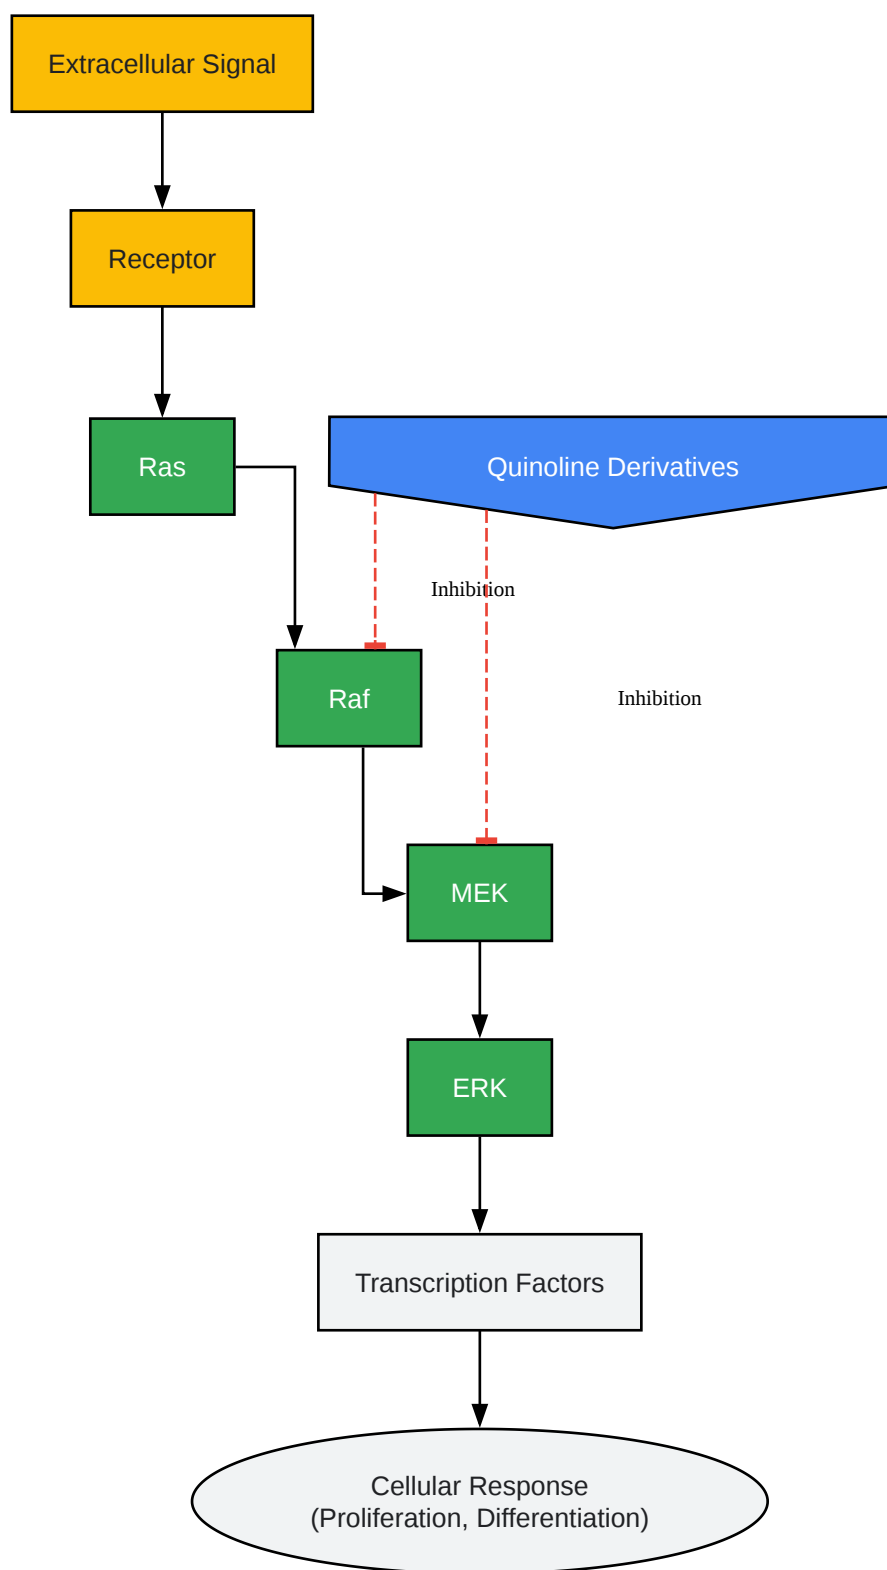 Extracellular Signal
Receptor
Ras
Quinoline Derivatives
Inhibition
Raf
Inhibition
MEK
ERK
Transcription Factors
Cellular Response
(Proliferation, Differentiation)